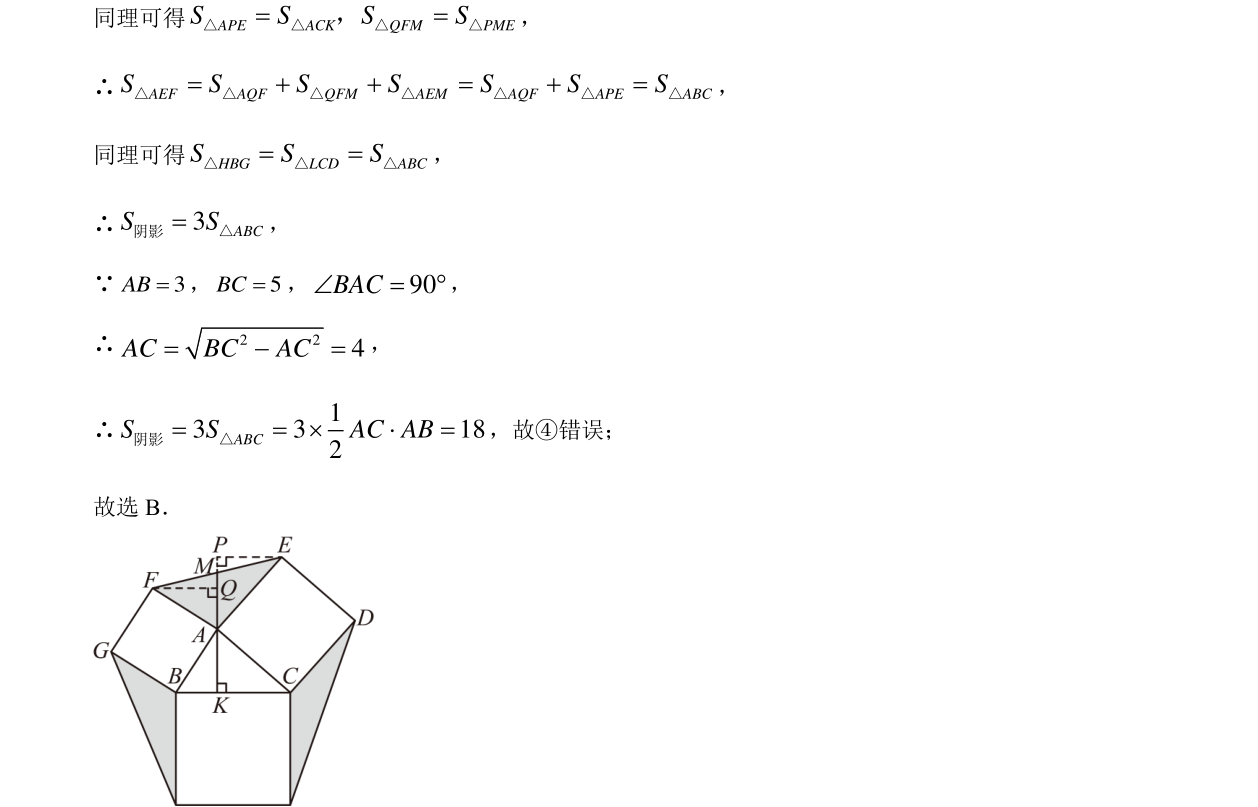 同理可得 S△APE = S△ACK，S△QFM = S△PME，
∴ S△AEF = S△AQF + S△QFM + S△AEM = S△AQF + S△APE = S△ABC，
同理可得 S△HBG = S△LCD = S△ABC，
∴ S阴影 = 3S△ABC，
∵ AB = 3， BC = 5， ∠BAC = 90°，
∴ AC = √(BC² − AC²) = 4，
∴ S阴影 = 3S△ABC = 3 × 1/2 AC · AB = 18，故④错误；
故选 B．
P E
M
F Q
D
A
G
B C
K